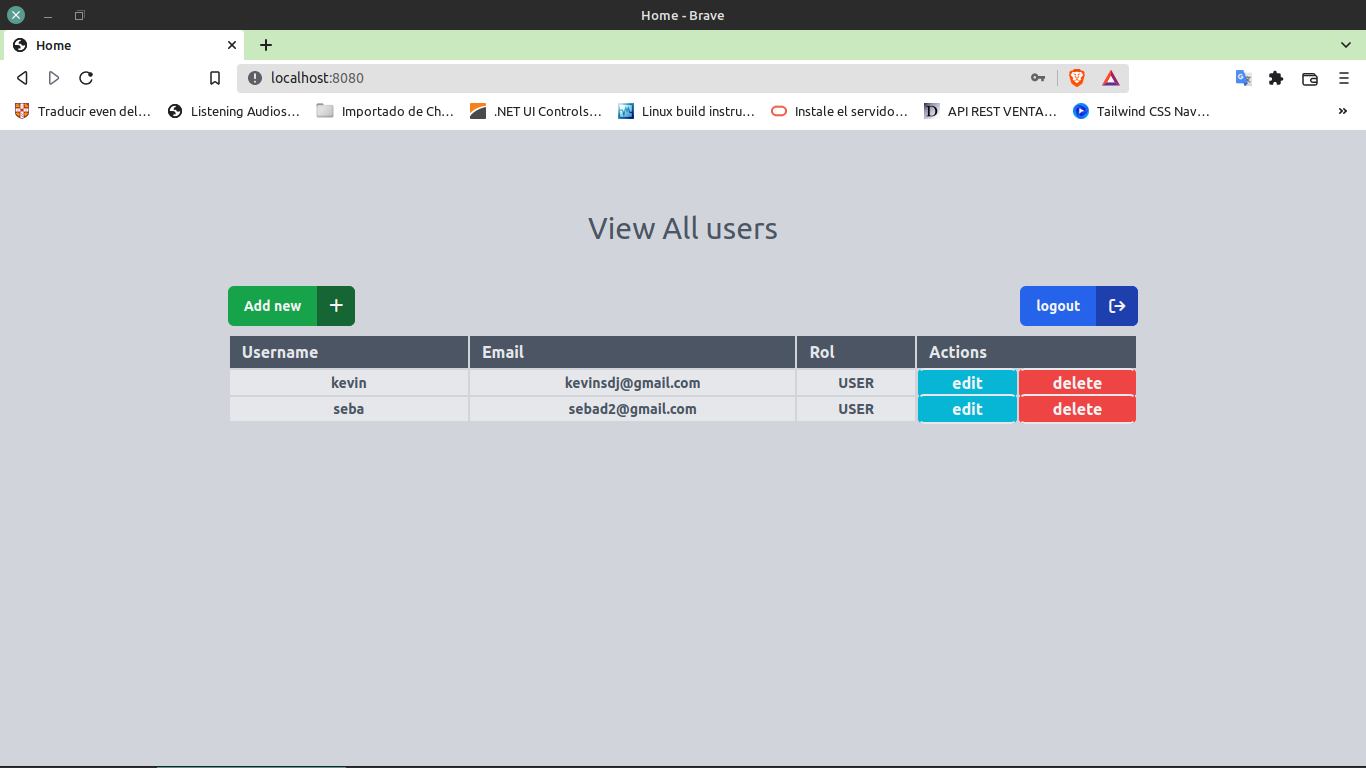 Home - Brave
Home
localhost:8080
Traducir even del... Listening Audios... Importado de Ch... .NET UI Controls... Linux build instru... Instale el servido... D API REST VENTA... Tailwind CSS Nav... »
View All users
Add new + logout
Username Email Rol Actions
kevin kevinsdj@gmail.com USER edit delete
seba sebad2@gmail.com USER edit delete